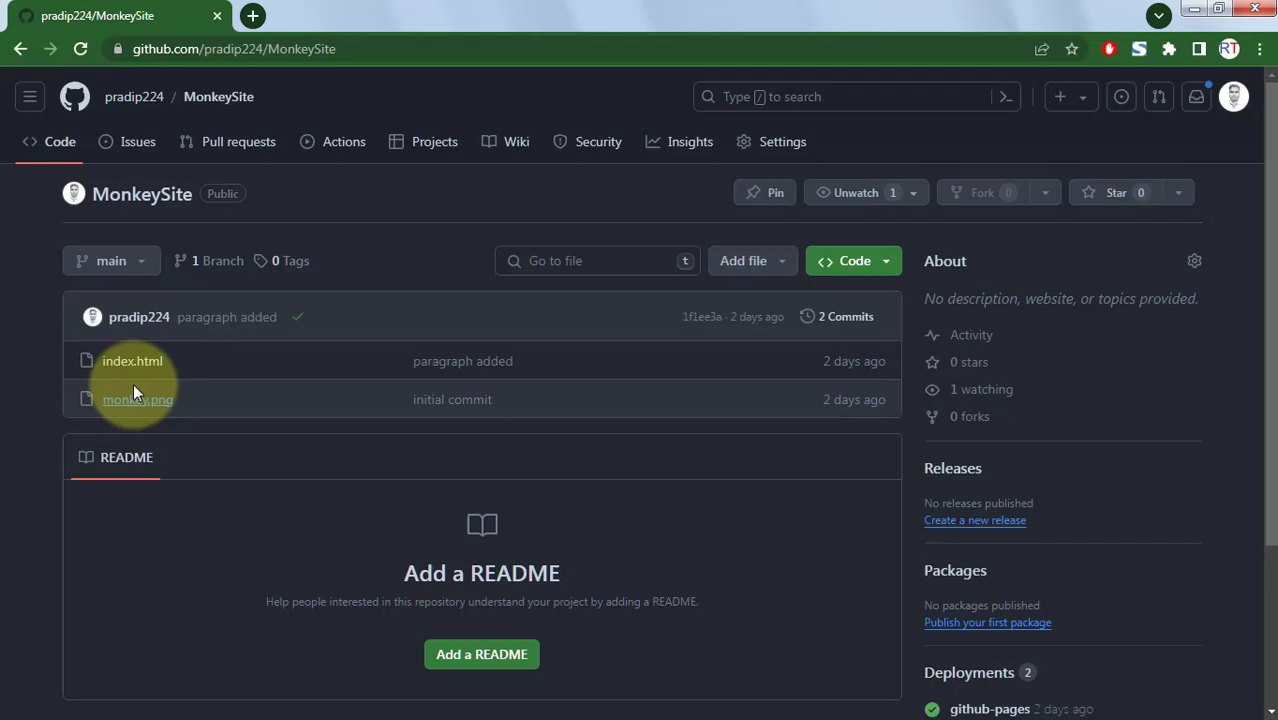 pradip224/MonkeySite
github.com/pradip224/MonkeySite
RT
pradip224 / MonkeySite
Type / to search
Code Issues Pull requests Actions Projects Wiki Security Insights Settings
MonkeySite Public
Pin Unwatch 1 Fork 0 Star 0
main 1 Branch 0 Tags Go to file t Add file <> Code
pradip224 paragraph added 1f1ee3a · 2 days ago 2 Commits
index.html paragraph added 2 days ago
monkey.png initial commit 2 days ago
README
Add a README
Help people interested in this repository understand your project by adding a README.
Add a README
About
No description, website, or topics provided.
Activity
0 stars
1 watching
0 forks
Releases
No releases published
Create a new release
Packages
No packages published
Publish your first package
Deployments 2
github-pages 2 days ago